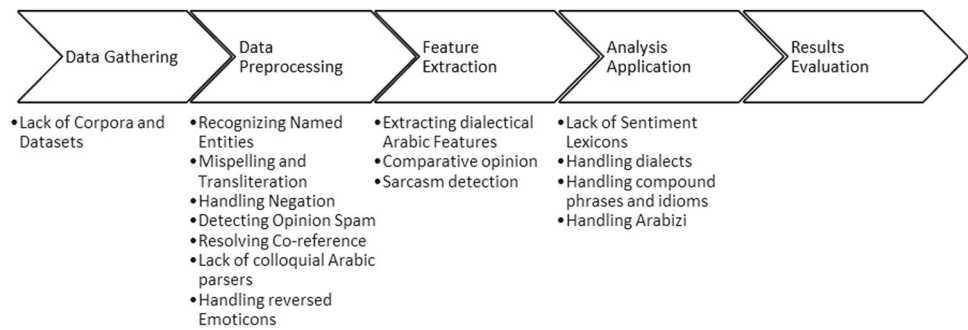 Data Gathering
Data
Preprocessing
Feature
Extraction
Analysis
Application
Results
Evaluation
•Lack of Corpora and
Datasets
•Recognizing Named
Entities
•Mispelling and
Transliteration
•Handling Negation
•Detecting Opinion Spam
•Resolving Co-reference
•Lack of colloquial Arabic
parsers
•Handling reversed
Emoticons
•Extracting dialectical
Arabic Features
•Comparative opinion
•Sarcasm detection
•Lack of Sentiment
Lexicons
•Handling dialects
•Handling compound
phrases and idioms
•Handling Arabizi